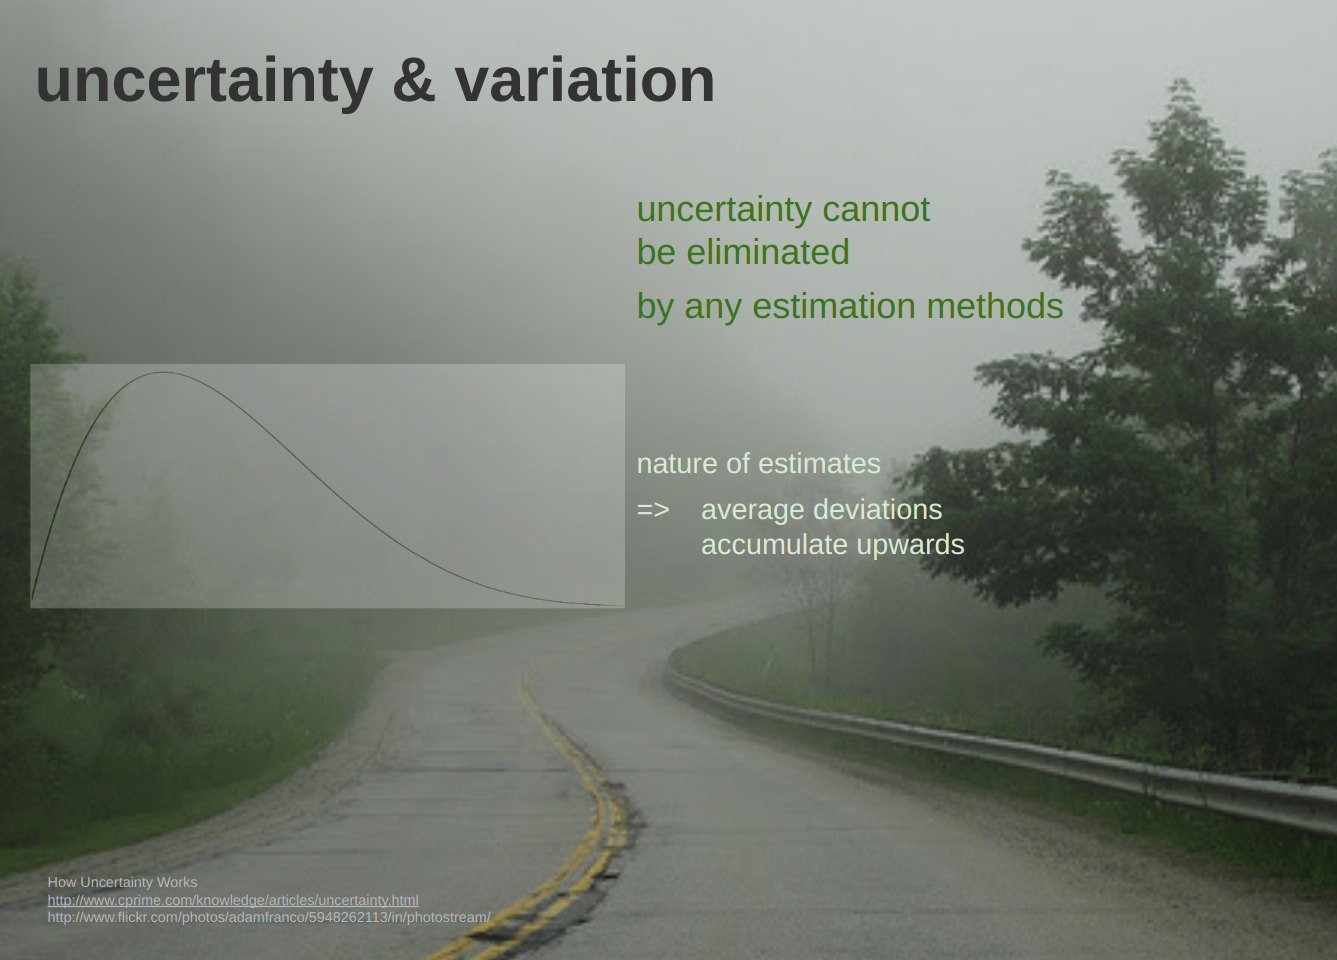 uncertainty & variation
uncertainty cannot
be eliminated
by any estimation methods
nature of estimates
=> average deviations
accumulate upwards
How Uncertainty Works
http://www.cprime.com/knowledge/articles/uncertainty.html
http://www.flickr.com/photos/adamfranco/5948262113/in/photostream/